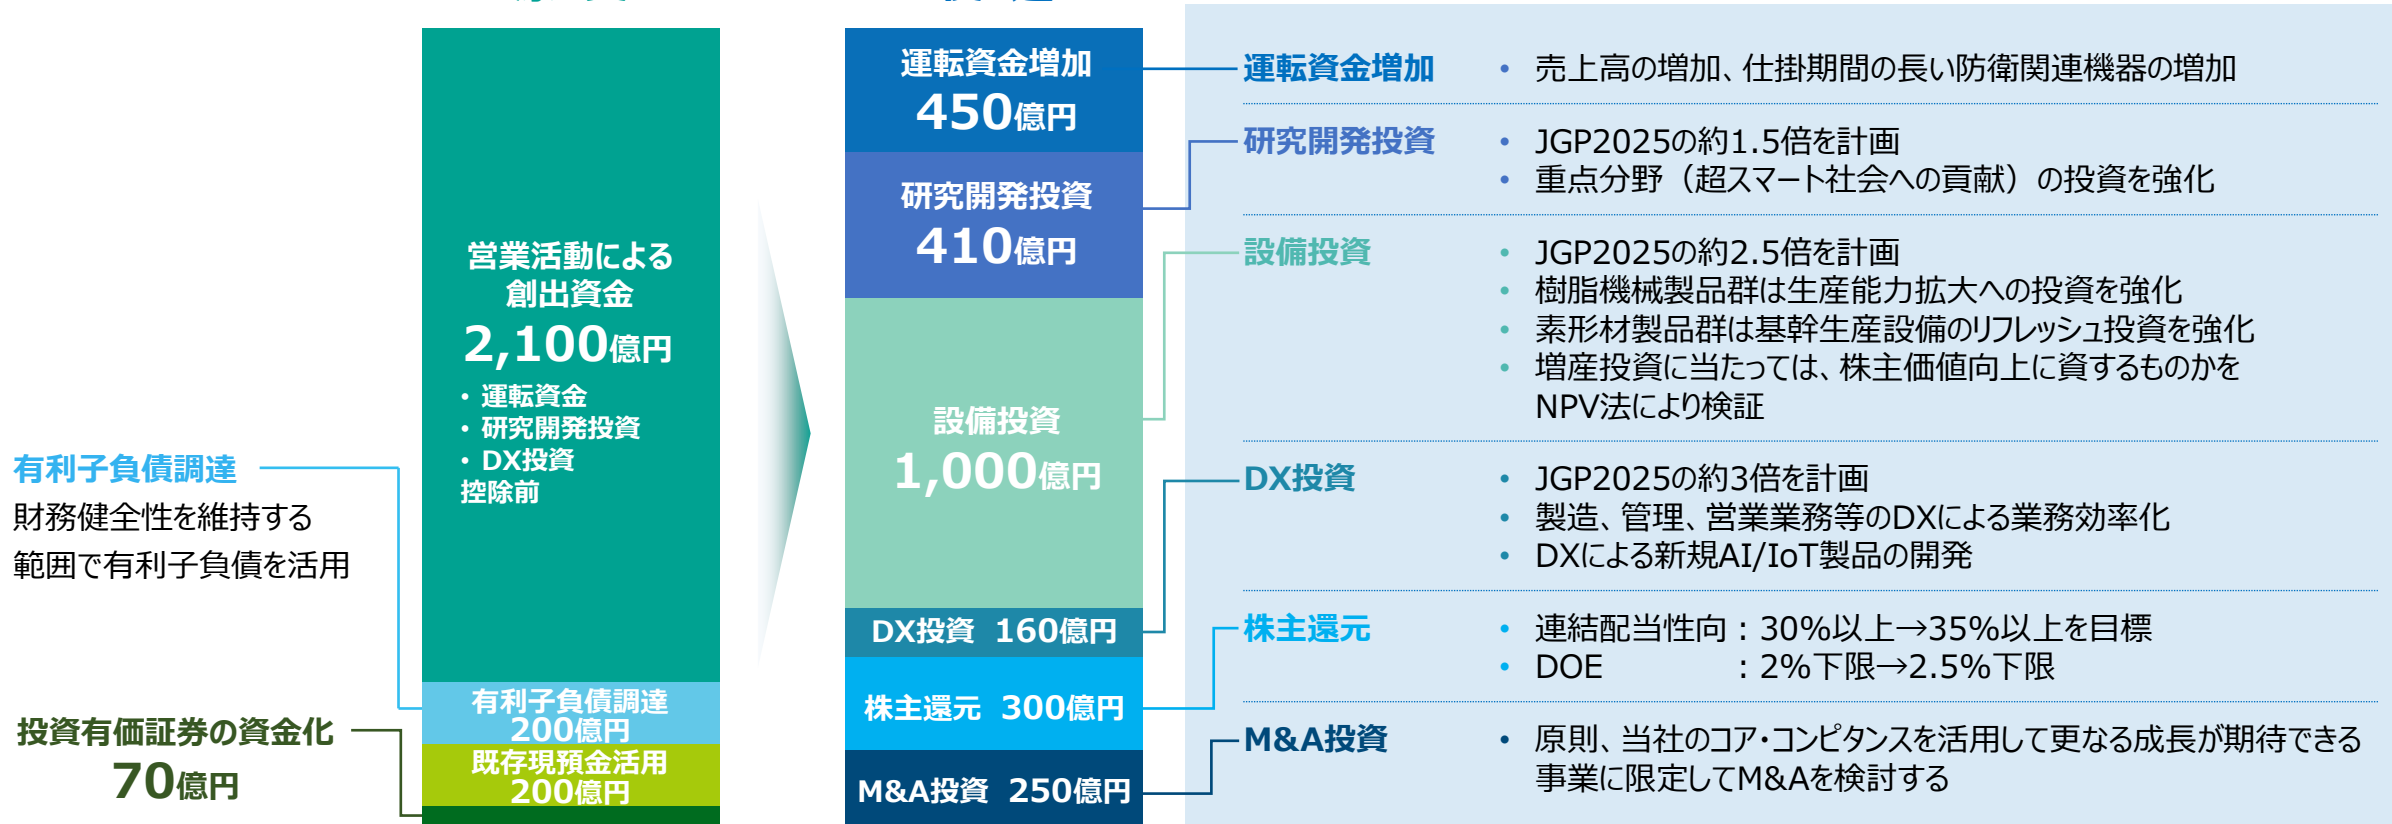 営業活動による
創出資金
2,100億円
• 運転資金
• 研究開発投資
• DX投資
控除前
有利子負債調達
財務健全性を維持する
範囲で有利子負債を活用
有利子負債調達
200億円
既存現預金活用
200億円
投資有価証券の資金化
70億円
運転資金増加
450億円
研究開発投資
410億円
設備投資
1,000億円
DX投資 160億円
株主還元 300億円
M&A投資 250億円
運転資金増加 • 売上高の増加、仕掛期間の長い防衛関連機器の増加
研究開発投資 • JGP2025の約1.5倍を計画
• 重点分野（超スマート社会への貢献）の投資を強化
設備投資 • JGP2025の約2.5倍を計画
• 樹脂機械製品群は生産能力拡大への投資を強化
• 素形材製品群は基幹生産設備のリフレッシュ投資を強化
• 増産投資に当たっては、株主価値向上に資するものかを
NPV法により検証
DX投資 • JGP2025の約3倍を計画
• 製造、管理、営業業務等のDXによる業務効率化
• DXによる新規AI/IoT製品の開発
株主還元 • 連結配当性向：30%以上→35%以上を目標
• DOE ：2%下限→2.5%下限
M&A投資 • 原則、当社のコア・コンピタンスを活用して更なる成長が期待できる
事業に限定してM&Aを検討する